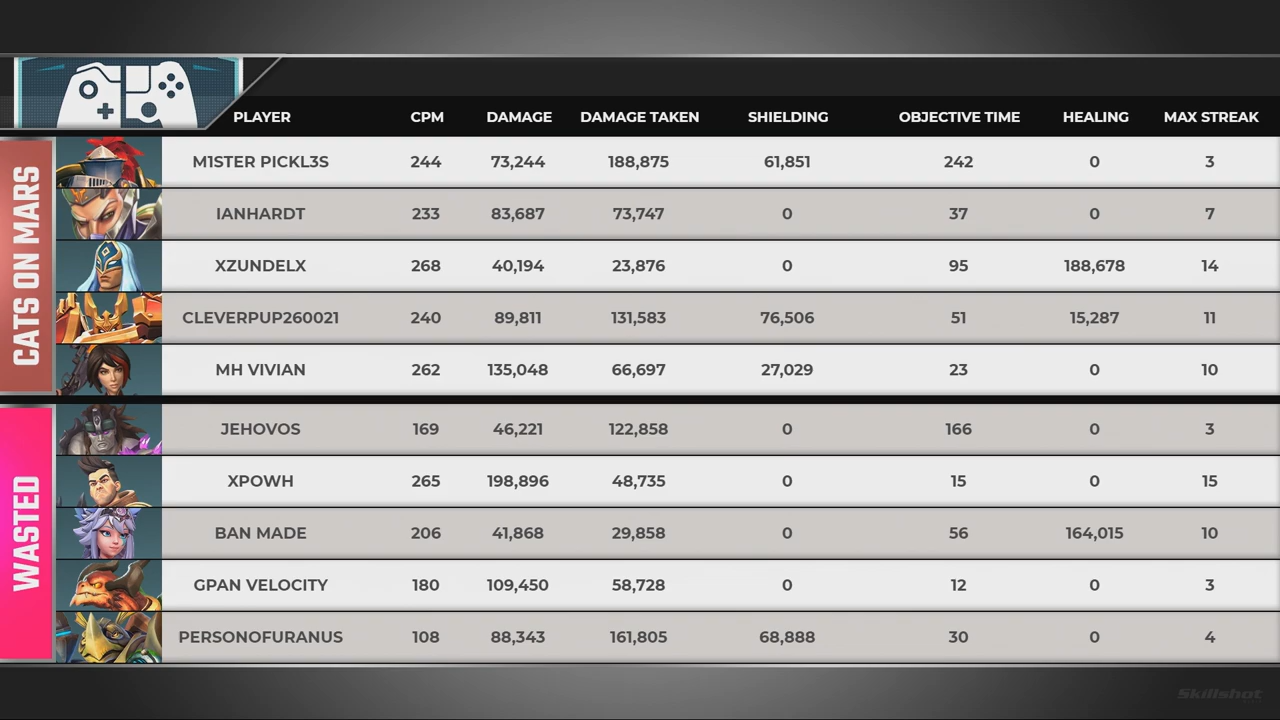 PLAYER CPM DAMAGE DAMAGE TAKEN SHIELDING OBJECTIVE TIME HEALING MAX STREAK
CATS ON MARS
M1STER PICKL3S 244 73,244 188,875 61,851 242 0 3
IANHARDT 233 83,687 73,747 0 37 0 7
XZUNDELX 268 40,194 23,876 0 95 188,678 14
CLEVERPUP260021 240 89,811 131,583 76,506 51 15,287 11
MH VIVIAN 262 135,048 66,697 27,029 23 0 10
WASTED
JEHOVOS 169 46,221 122,858 0 166 0 3
XPOWH 265 198,896 48,735 0 15 0 15
BAN MADE 206 41,868 29,858 0 56 164,015 10
GPAN VELOCITY 180 109,450 58,728 0 12 0 3
PERSONOFURANUS 108 88,343 161,805 68,888 30 0 4
Skillshot